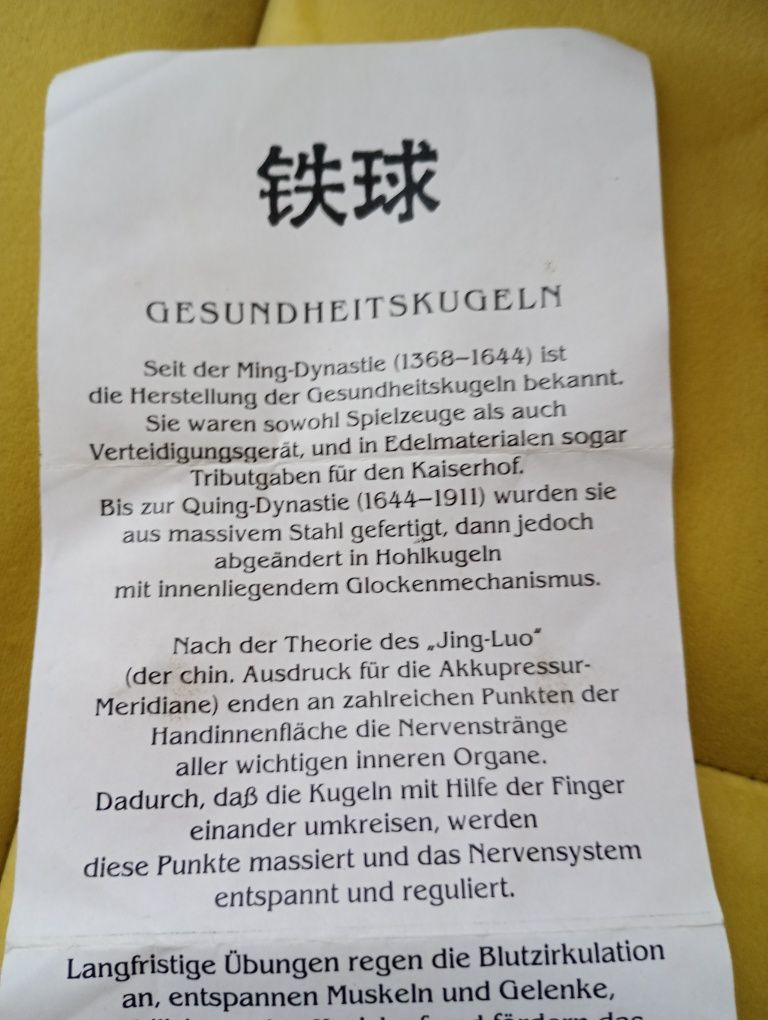 铁球
GESUNDHEITSKUGELN
Seit der Ming-Dynastie (1368–1644) ist
die Herstellung der Gesundheitskugeln bekannt.
Sie waren sowohl Spielzeuge als auch
Verteidigungsgerät, und in Edelmaterialen sogar
Tributgaben für den Kaiserhof.
Bis zur Quing-Dynastie (1644–1911) wurden sie
aus massivem Stahl gefertigt, dann jedoch
abgeändert in Hohlkugeln
mit innenliegendem Glockenmechanismus.
Nach der Theorie des „Jing-Luo“
(der chin. Ausdruck für die Akkupressur-
Meridiane) enden an zahlreichen Punkten der
Handinnenfläche die Nervenstränge
aller wichtigen inneren Organe.
Dadurch, daß die Kugeln mit Hilfe der Finger
einander umkreisen, werden
diese Punkte massiert und das Nervensystem
entspannt und reguliert.
Langfristige Übungen regen die Blutzirkulation
an, entspannen Muskeln und Gelenke,
und fördern das